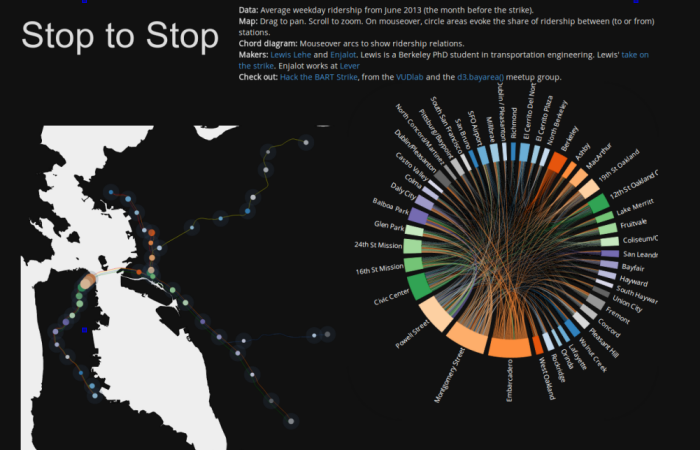 Stop to Stop
Data: Average weekday ridership from June 2013 (the month before the strike).
Map: Drag to pan. Scroll to zoom. On mouseover, circle areas evoke the share of ridership between (to or from)
stations.
Chord diagram: Mouseover arcs to show ridership relations.
Makers: Lewis Lehe and Enjalot. Lewis is a Berkeley PhD student in transportation engineering. Lewis' take on
the strike. Enjalot works at Lever
Check out: Hack the BART Strike, from the VUDlab and the d3.bayarea() meetup group.
Richmond
El Cerrito Del Nort
El Cerrito Plaza
North Berkeley
Berkeley
Ashby
MacArthur
19th St Oakland
12th St Oakland C
Lake Merritt
Fruitvale
Coliseum/C
San Leandr
Bayfair
Hayward
South Haywar
Union City
Fremont
Concord
Pleasant Hill
Walnut Creek
Lafayette
Orinda
Rockridge
West Oakland
Embarcadero
Montgomery Street
Powell Street
Civic Center
16th St Mission
24th St Mission
Glen Park
Balboa Park
Daly City
Colma
Castro Valley
Dublin/Pleasanton
North Concord/Martinez
Pittsburg/Baypoint
South San Francisco
San Bruno
SFO Airport
Millbrae